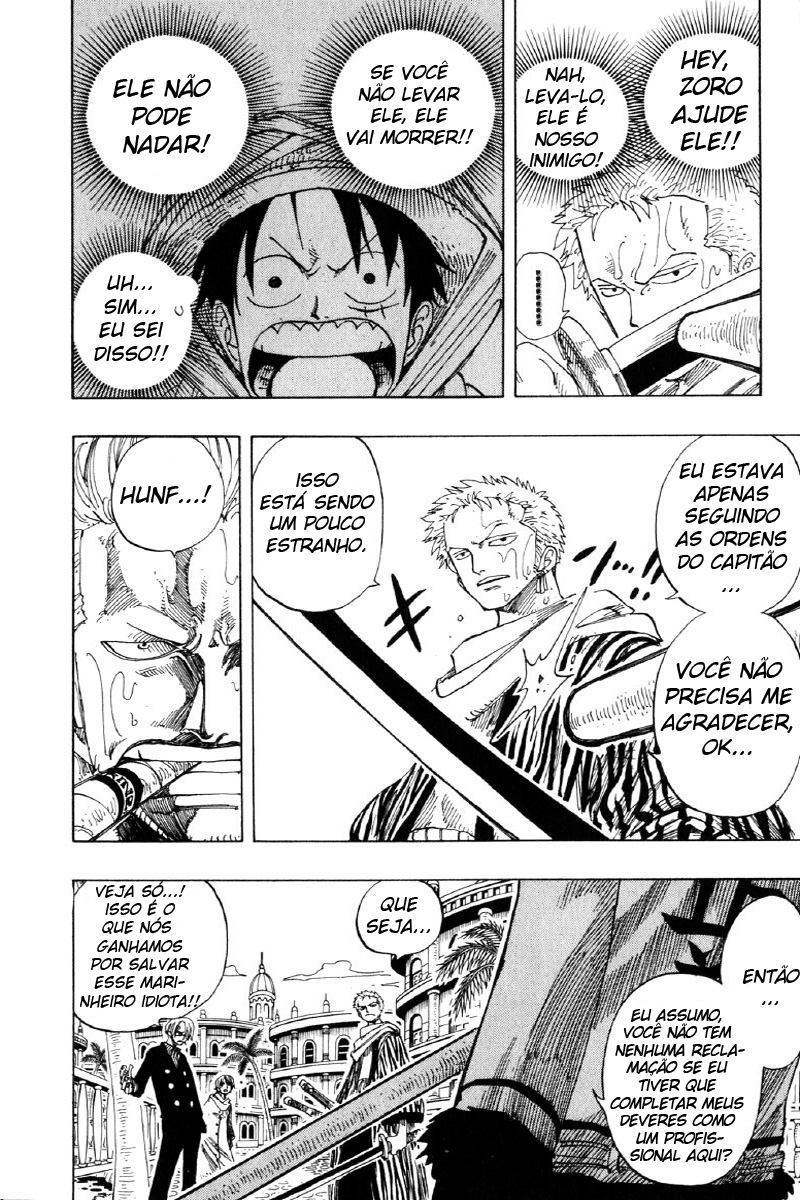 HEY,
ZORO
AJUDE
ELE!!
NAH,
LEVA-LO,
ELE É
NOSSO
INIMIGO!
SE VOCÊ
NÃO LEVAR
ELE, ELE
VAI MORRER!!
ELE NÃO
PODE
NADAR!
UH...
SIM...
EU SEI
DISSO!!
EU ESTAVA
APENAS
SEGUINDO
AS ORDENS
DO CAPITÃO
...
VOCÊ NÃO
PRECISA ME
AGRADECER,
OK...
ISSO
ESTÁ SENDO
UM POUCO
ESTRANHO.
HUNF...!
ENTÃO
...
EU ASSUMO,
VOCÊ NÃO TEM
NENHUMA RECLA-
MAÇÃO SE EU
TIVER QUE
COMPLETAR MEUS
DEVERES COMO
UM PROFIS-
SIONAL AQUI?
QUE
SEJA...
VEJA SÓ...!
ISSO É O
QUE NÓS
GANHAMOS
POR SALVAR
ESSE MARI-
NHEIRO IDIOTA!!